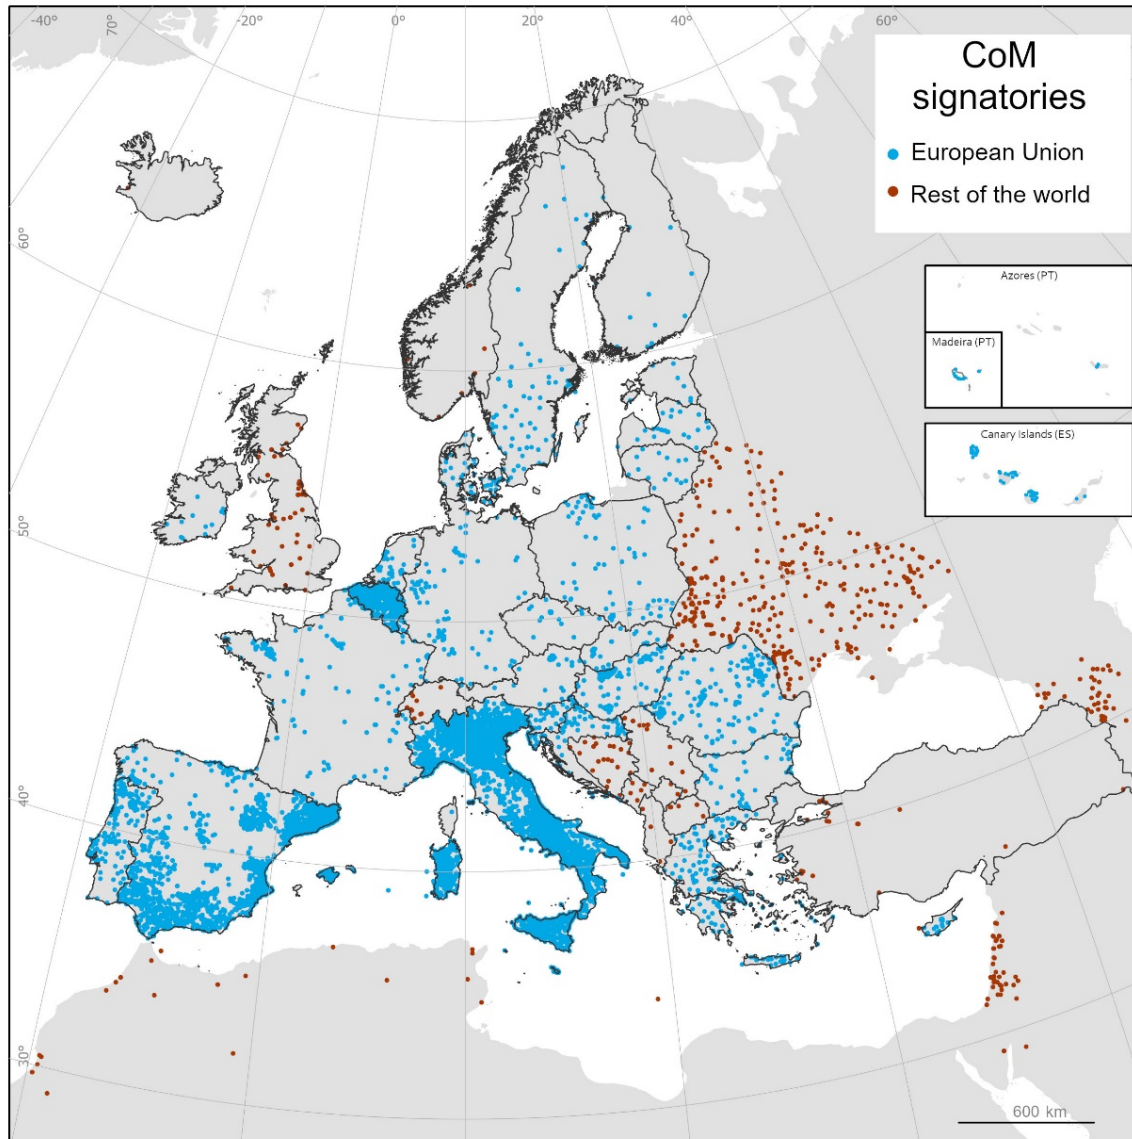 -40°
70°
-20°
0°
20°
40°
60°
CoM
signatories
European Union
Rest of the world
60°
Azores (PT)
Madeira (PT)
Canary Islands (ES)
50°
40°
30°
600 km